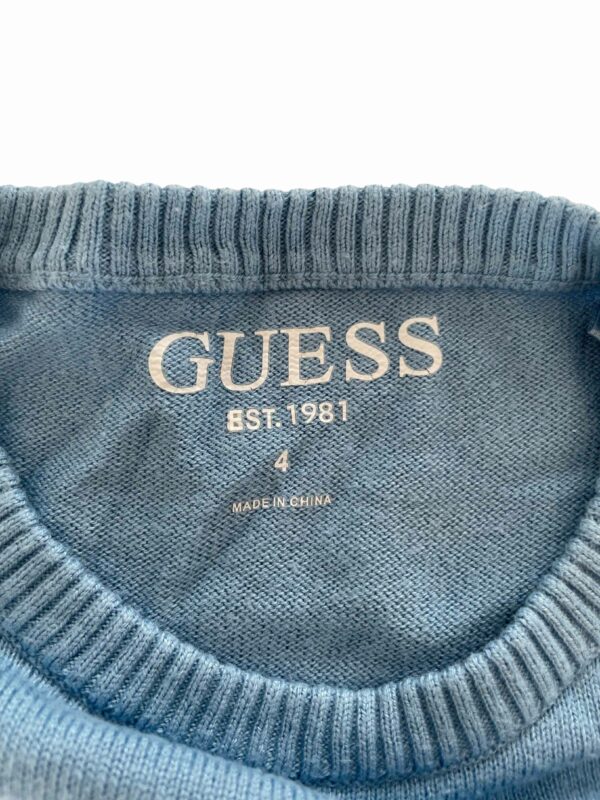 GUESS
EST. 1981
4
MADE IN CHINA